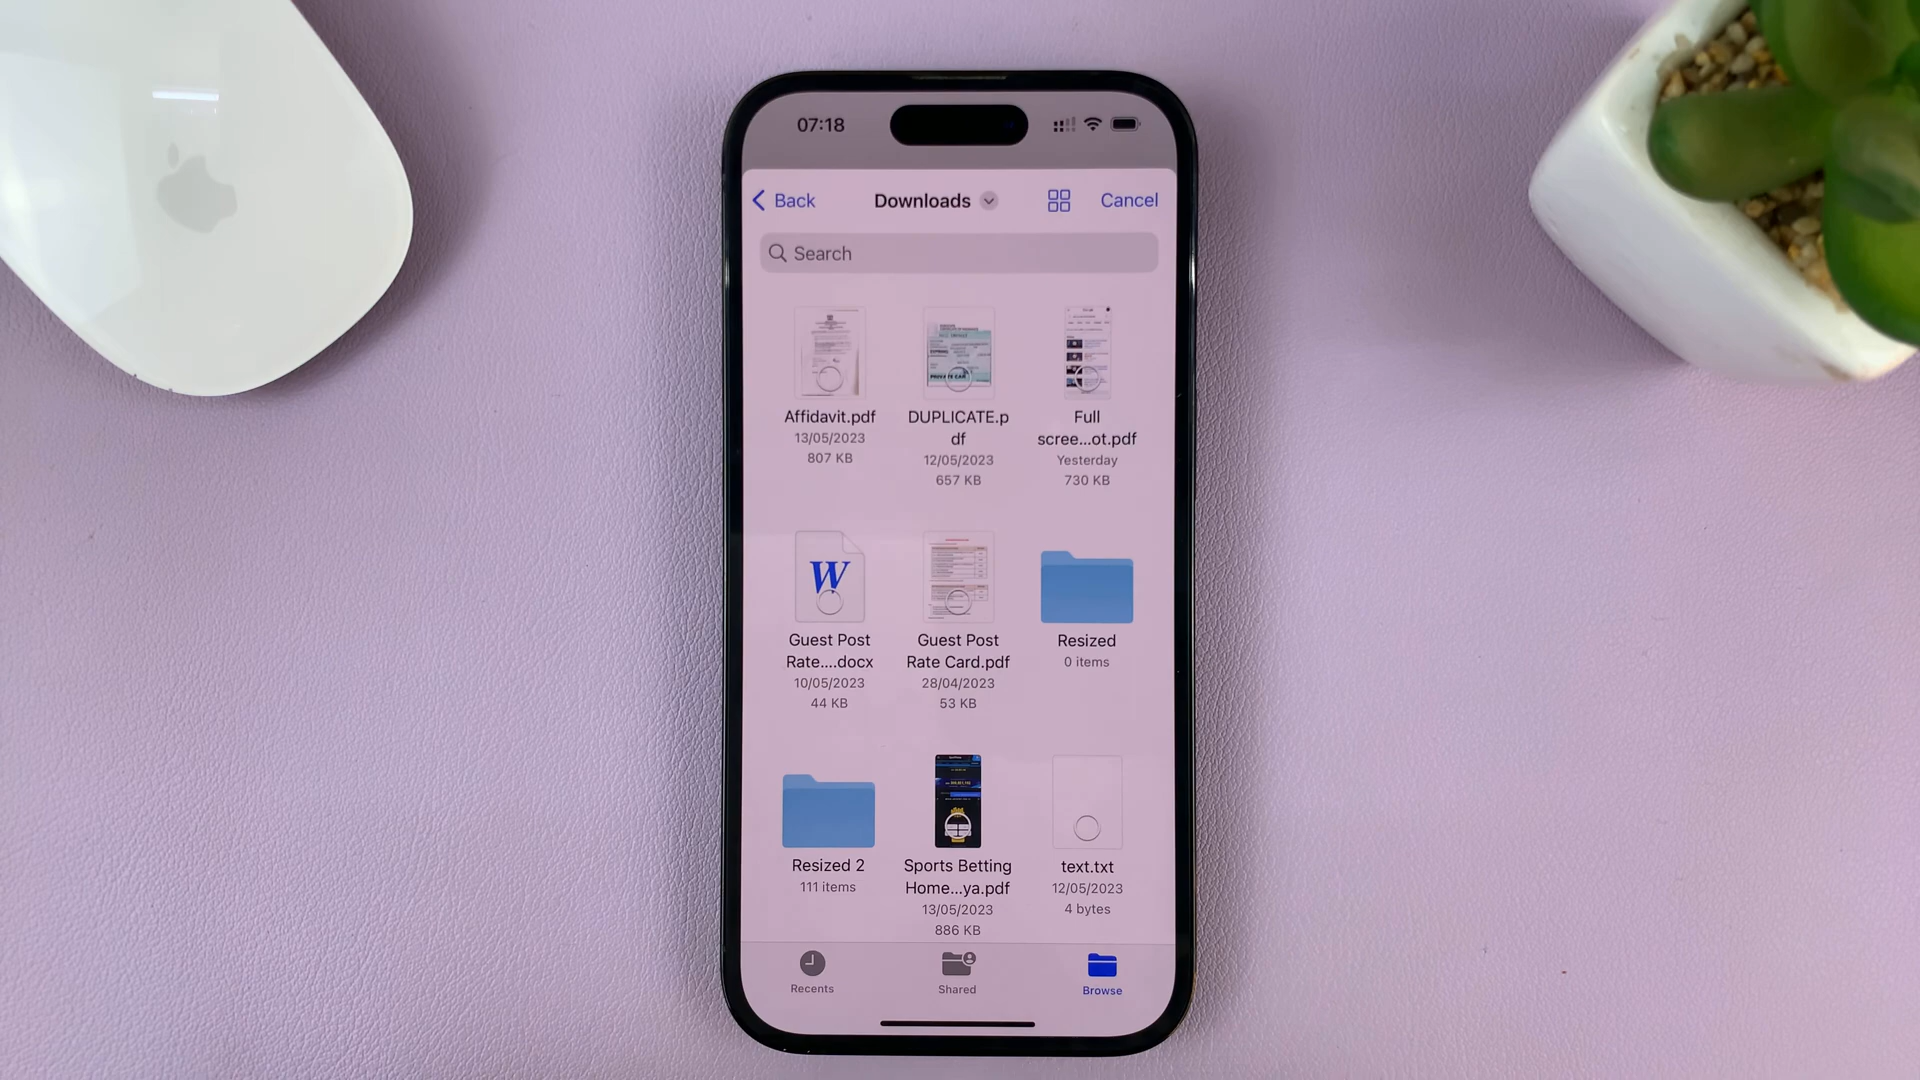 07:18
Back
Downloads
Cancel
Search
Affidavit.pdf
13/05/2023
807 KB
DUPLICATE.p
df
12/05/2023
657 KB
Full
scree...ot.pdf
Yesterday
730 KB
W
Guest Post
Rate....docx
10/05/2023
44 KB
Guest Post
Rate Card.pdf
28/04/2023
53 KB
Resized
0 items
Resized 2
111 items
Sports Betting
Home...ya.pdf
13/05/2023
886 KB
text.txt
12/05/2023
4 bytes
Recents
Shared
Browse